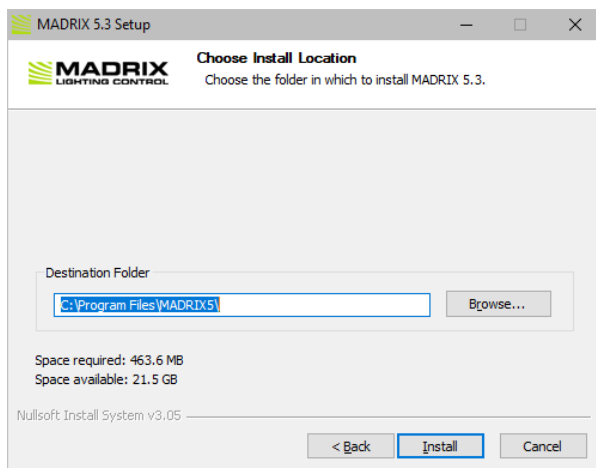 MADRIX 5.3 Setup
MADRIX
LIGHTING CONTROL
Choose Install Location
Choose the folder in which to install MADRIX 5.3.
Destination Folder
C:\Program Files\MADRIX5\
Browse...
Space required: 463.6 MB
Space available: 21.5 GB
Nullsoft Install System v3.05
< Back
Install
Cancel